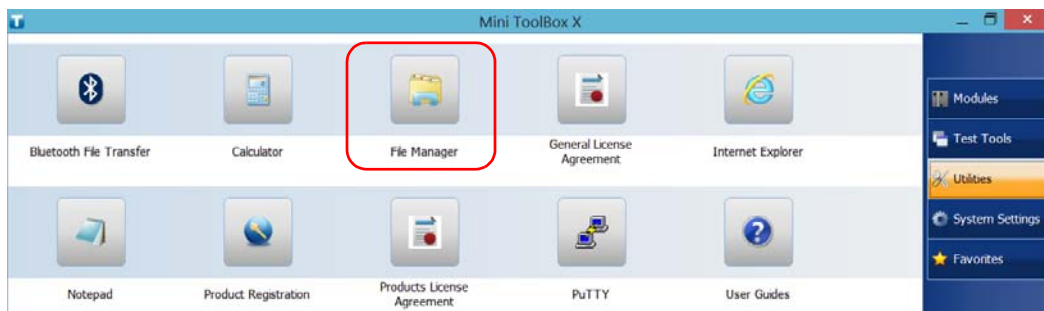 Mini ToolBox X
Bluetooth File Transfer
Calculator
File Manager
General License
Agreement
Internet Explorer
Notepad
Product Registration
Products License
Agreement
PuTTY
User Guides
Modules
Test Tools
Utilities
System Settings
Favorites